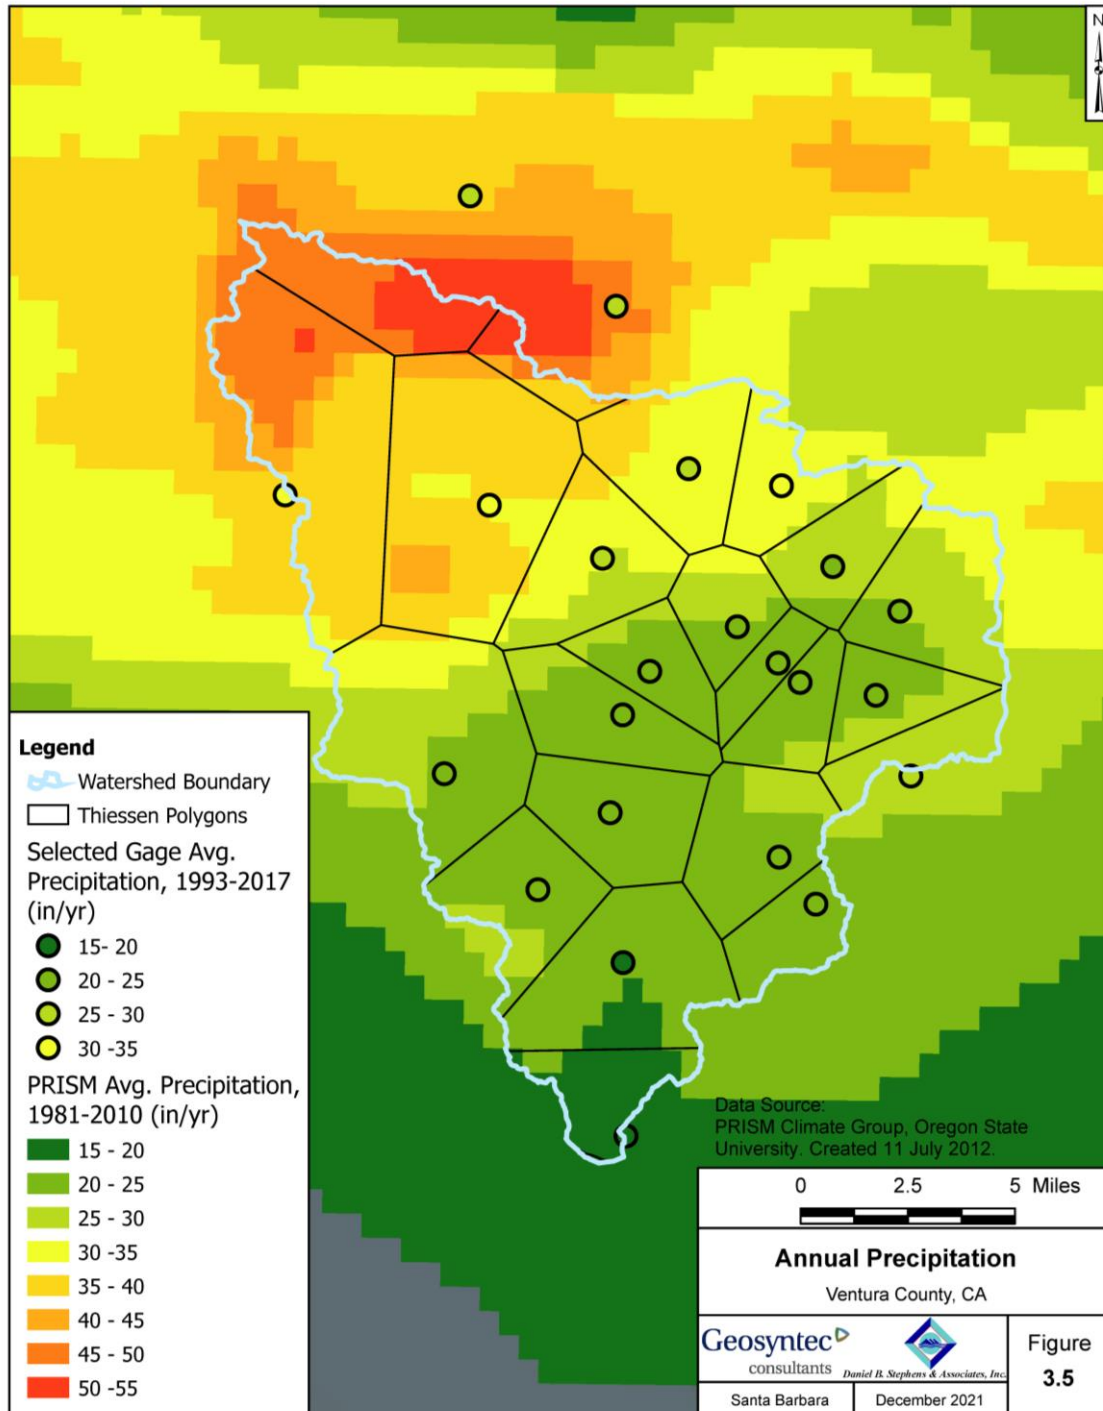 N
Legend
Watershed Boundary
Thiessen Polygons
Selected Gage Avg.
Precipitation, 1993-2017
(in/yr)
15- 20
20 - 25
25 - 30
30 -35
PRISM Avg. Precipitation,
1981-2010 (in/yr)
15 - 20
20 - 25
25 - 30
30 -35
35 - 40
40 - 45
45 - 50
50 -55
Data Source:
PRISM Climate Group, Oregon State
University. Created 11 July 2012.
0 2.5 5 Miles
Annual Precipitation
Ventura County, CA
Geosyntec
consultants
Daniel B. Stephens & Associates, Inc.
Figure
3.5
Santa Barbara
December 2021